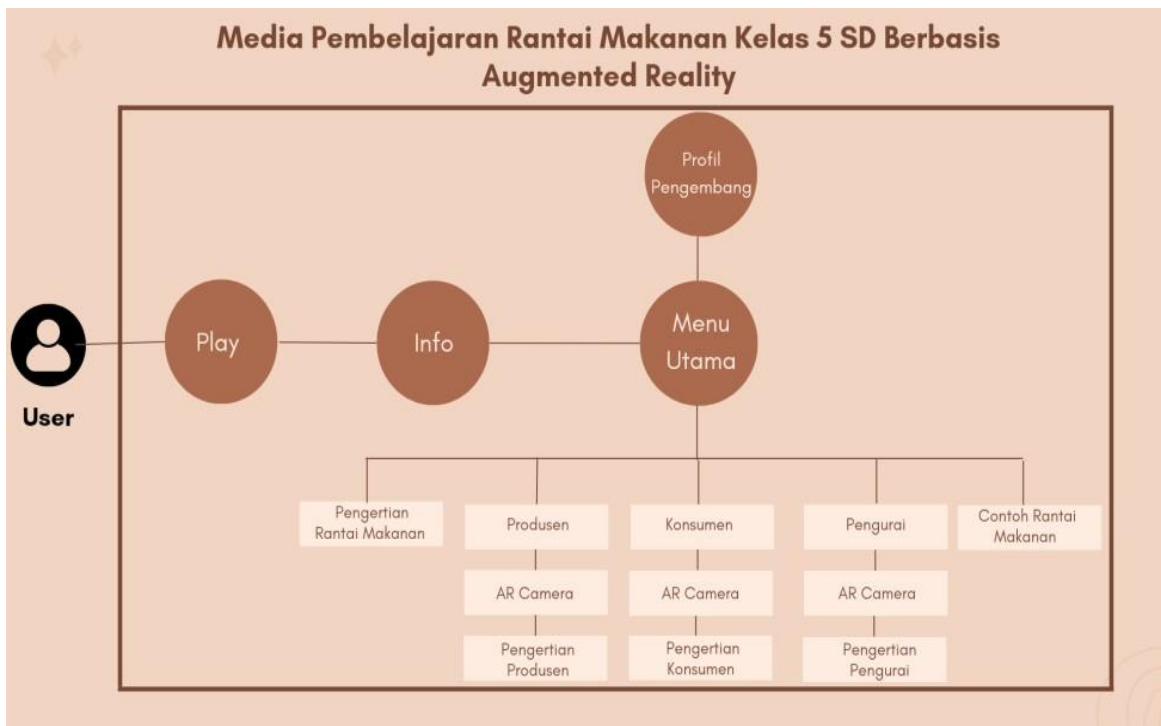 Media Pembelajaran Rantai Makanan Kelas 5 SD Berbasis
Augmented Reality
Profil
Pengembang
Play
Info
Menu
Utama
User
Pengertian
Rantai Makanan
Produsen
Konsumen
Pengurai
Contoh Rantai
Makanan
AR Camera
AR Camera
AR Camera
Pengertian
Produsen
Pengertian
Konsumen
Pengertian
Pengurai